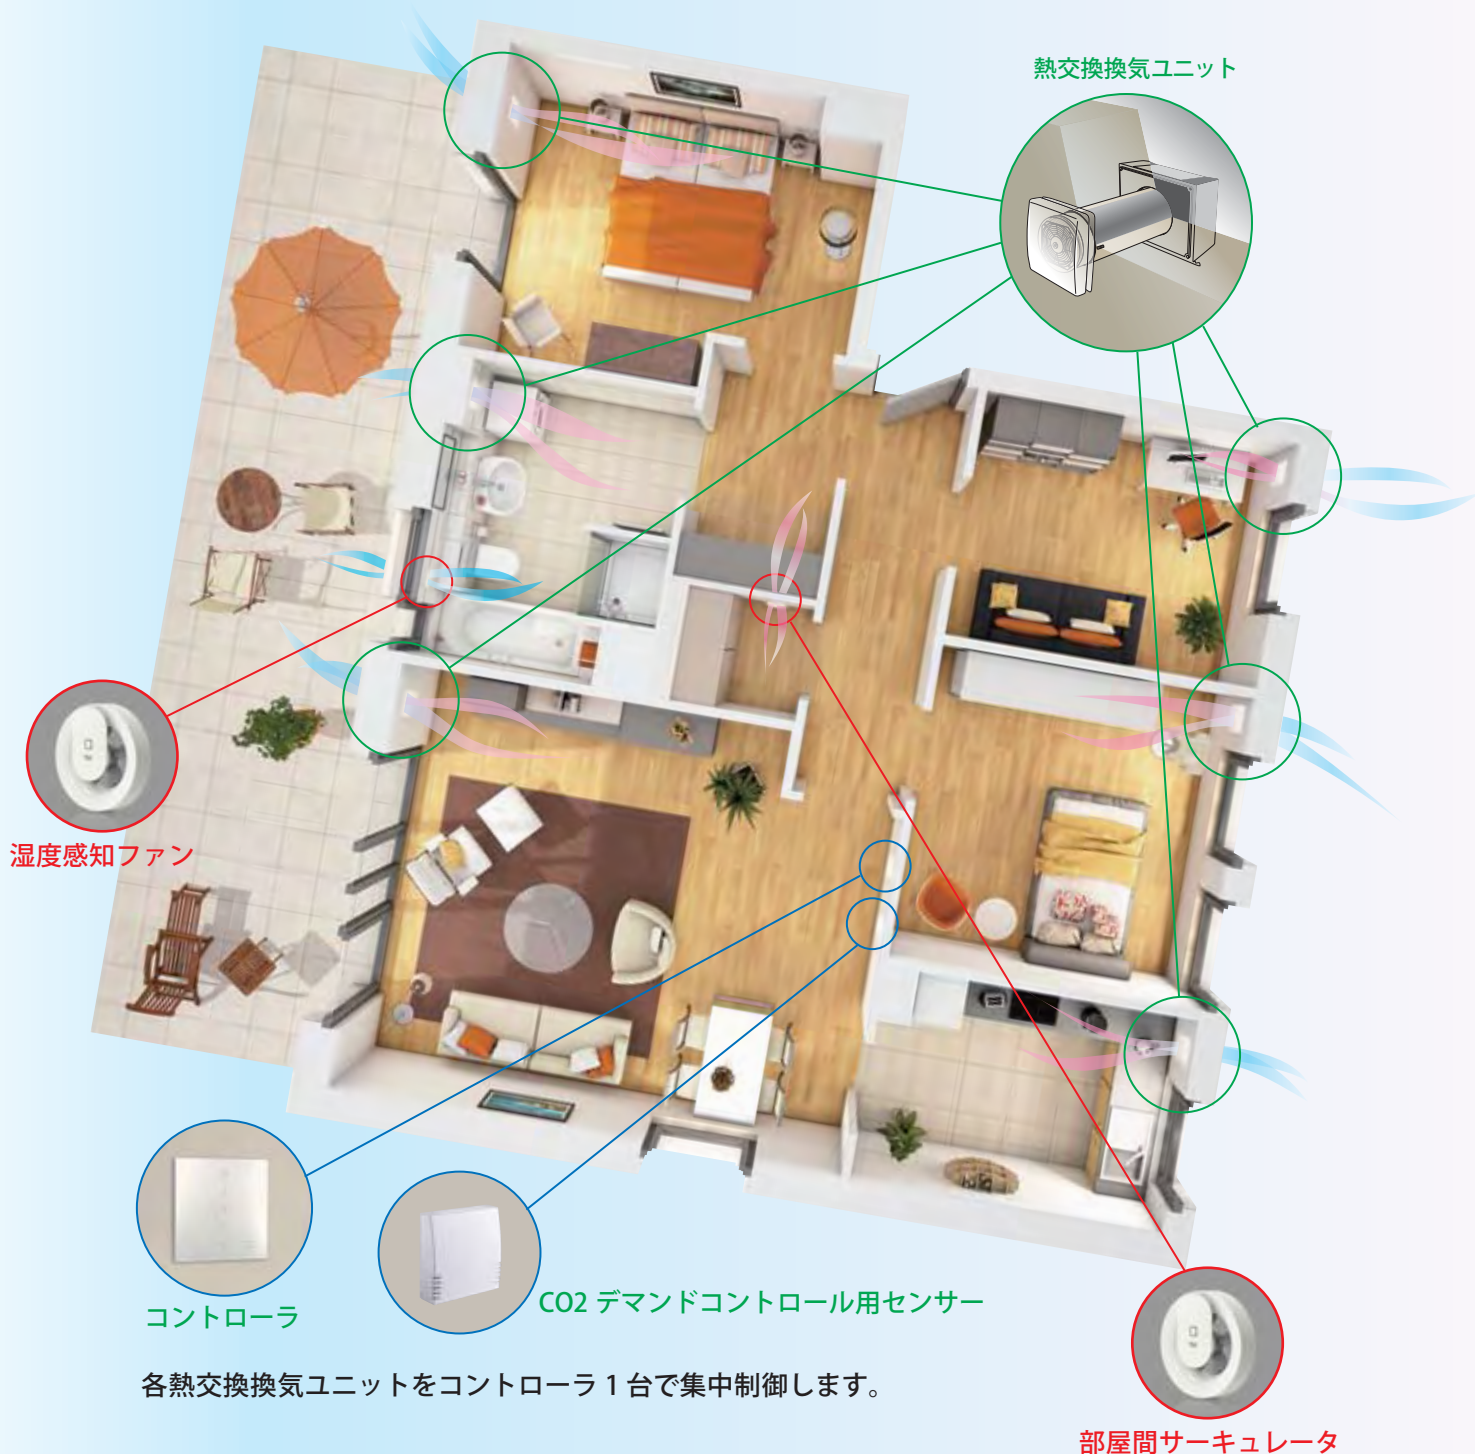 熱交換換気ユニット
湿度感知ファン
コントローラ
CO2 デマンドコントロール用センサー
各熱交換換気ユニットをコントローラ 1 台で集中制御します。
部屋間サーキュレータ